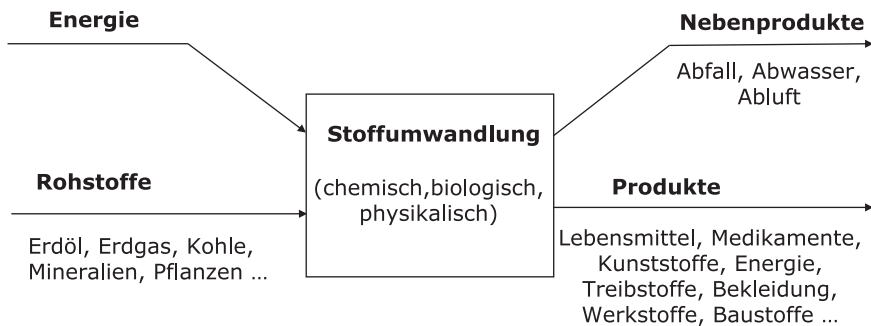 Energie
Nebenprodukte
Abfall, Abwasser,
Abluft
Stoffumwandlung
(chemisch,biologisch,
physikalisch)
Rohstoffe
Erdöl, Erdgas, Kohle,
Mineralien, Pflanzen ...
Produkte
Lebensmittel, Medikamente,
Kunststoffe, Energie,
Treibstoffe, Bekleidung,
Werkstoffe, Baustoffe ...